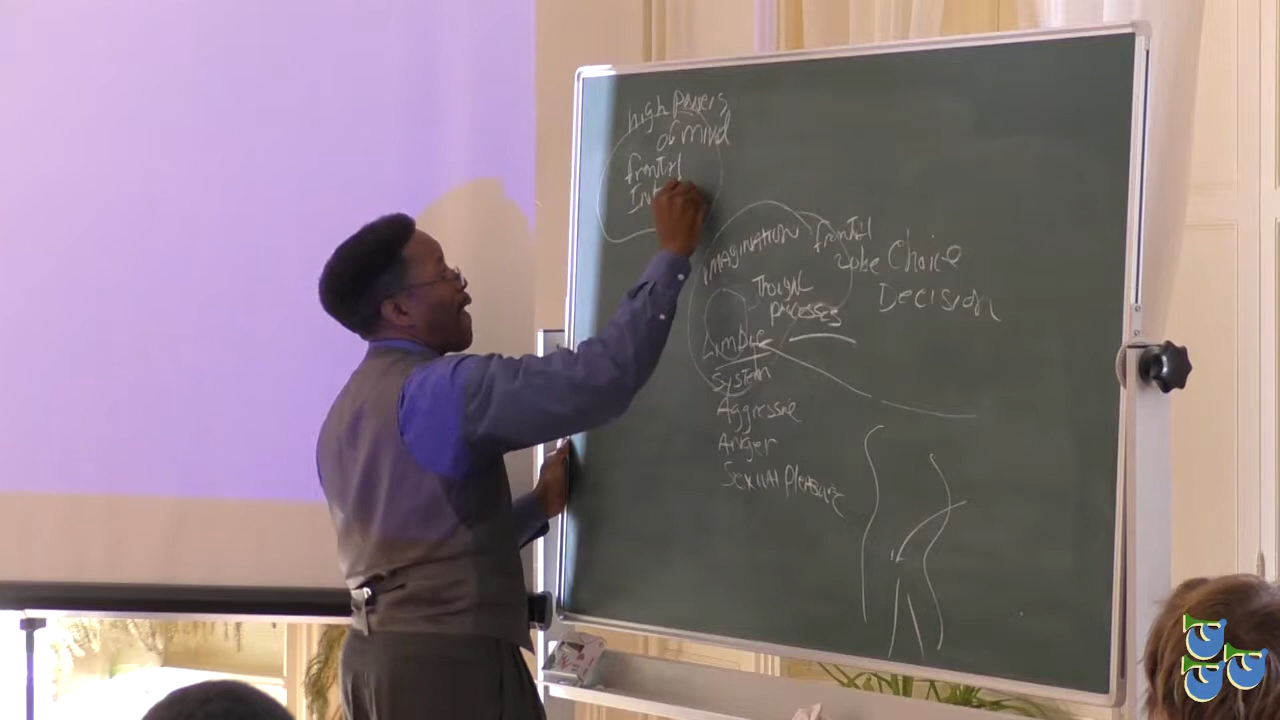 high powers
of mind
frontal
IMAGINATION
frontal
lobe Choice
DECISION
Thought
PROCESSES
Limbic
System
Aggressive
Anger
Sexual Pleasure